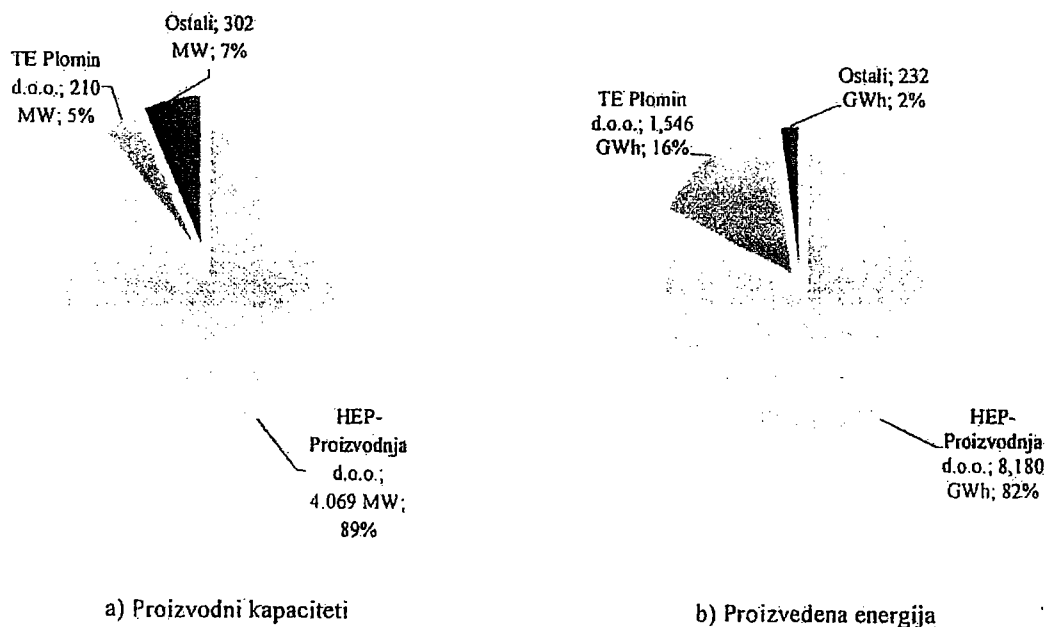 Ostali; 302
MW; 7%
TE Plomin
d.o.o.; 210
MW; 5%
HEP-
Proizvodnja
d.o.o.;
4.069 MW;
89%
a) Proizvodni kapaciteti
Ostali; 232
GWh; 2%
TE Plomin
d.o.o.; 1,546
GWh; 16%
HEP-
Proizvodnja
d.o.o.; 8,180
GWh; 82%
b) Proizvedena energija